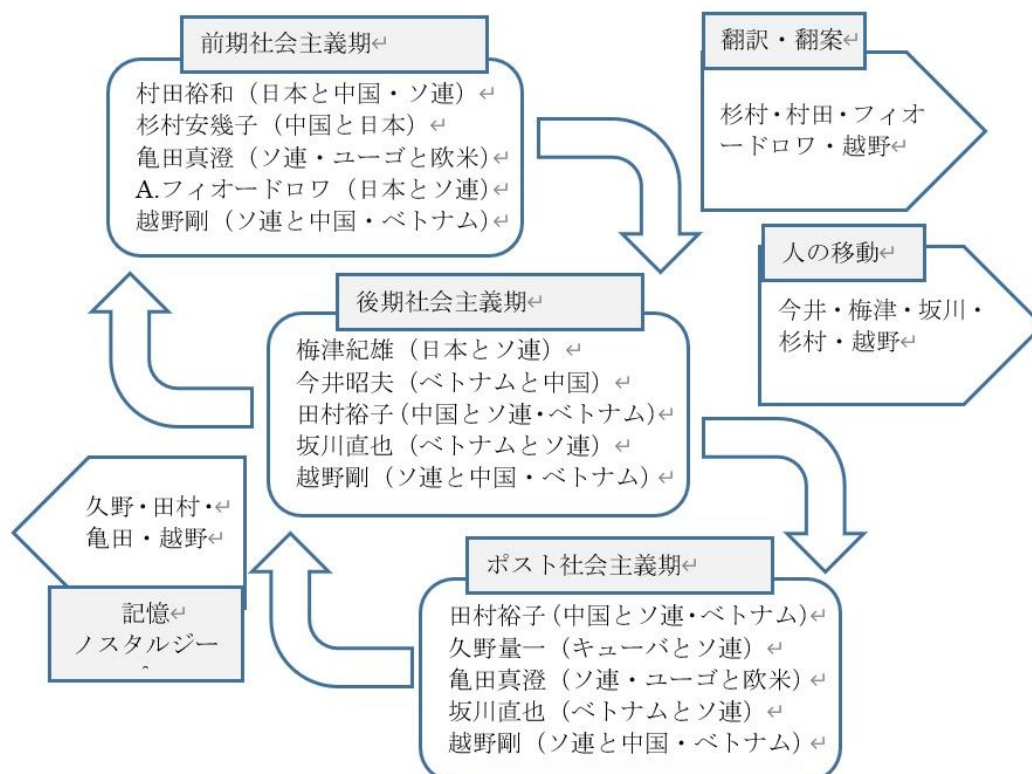 前期社会主義期
村田裕和（日本と中国・ソ連）
杉村安幾子（中国と日本）
亀田真澄（ソ連・ユーゴと欧米）
A.フィオードロワ（日本とソ連）
越野剛（ソ連と中国・ベトナム）
翻訳・翻案
杉村・村田・フィオ
ードロワ・越野
人の移動
今井・梅津・坂川・
杉村・越野
後期社会主義期
梅津紀雄（日本とソ連）
今井昭夫（ベトナムと中国）
田村裕子（中国とソ連・ベトナム）
坂川直也（ベトナムとソ連）
越野剛（ソ連と中国・ベトナム）
久野・田村・
亀田・越野
記憶
ノスタルジー
ポスト社会主義期
田村裕子（中国とソ連・ベトナム）
久野量一（キューバとソ連）
亀田真澄（ソ連・ユーゴと欧米）
坂川直也（ベトナムとソ連）
越野剛（ソ連と中国・ベトナム）